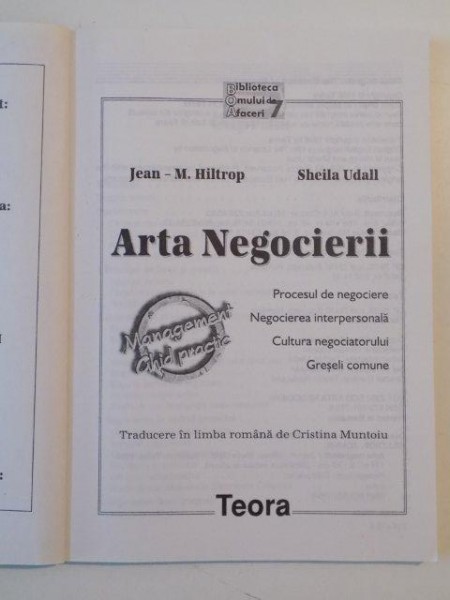 Biblioteca
Omului de
Afaceri 7
Jean – M. Hiltrop Sheila Udall
Arta Negocierii
Procesul de negociere
Negocierea interpersonală
Cultura negociatorului
Greșeli comune
Management
Ghid practic
Traducere în limba română de Cristina Muntoiu
Teora